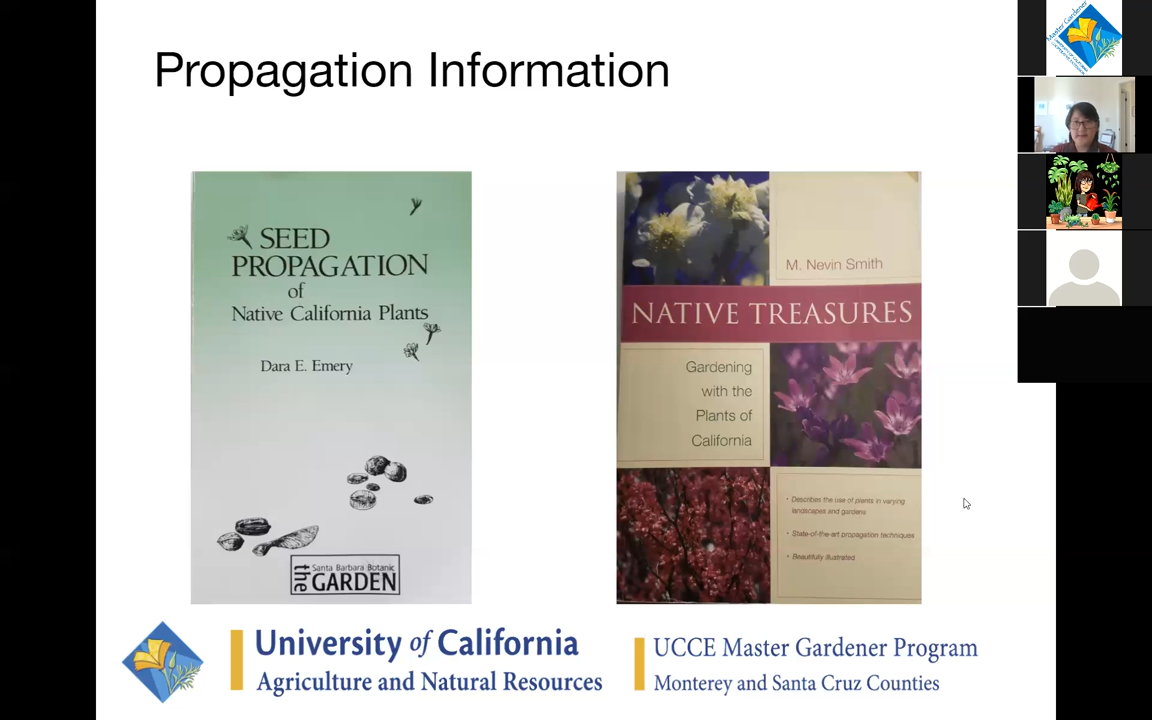 Propagation Information
SEED
PROPAGATION
of
Native California Plants
Dara E. Emery
Santa Barbara Botanic
the GARDEN
M. Nevin Smith
NATIVE TREASURES
Gardening
with the
Plants of
California
• Describes the use of plants in varying
landscapes and gardens
• State-of-the-art propagation techniques
• Beautifully illustrated
University of California
Agriculture and Natural Resources
UCCE Master Gardener Program
Monterey and Santa Cruz Counties
Master Gardener